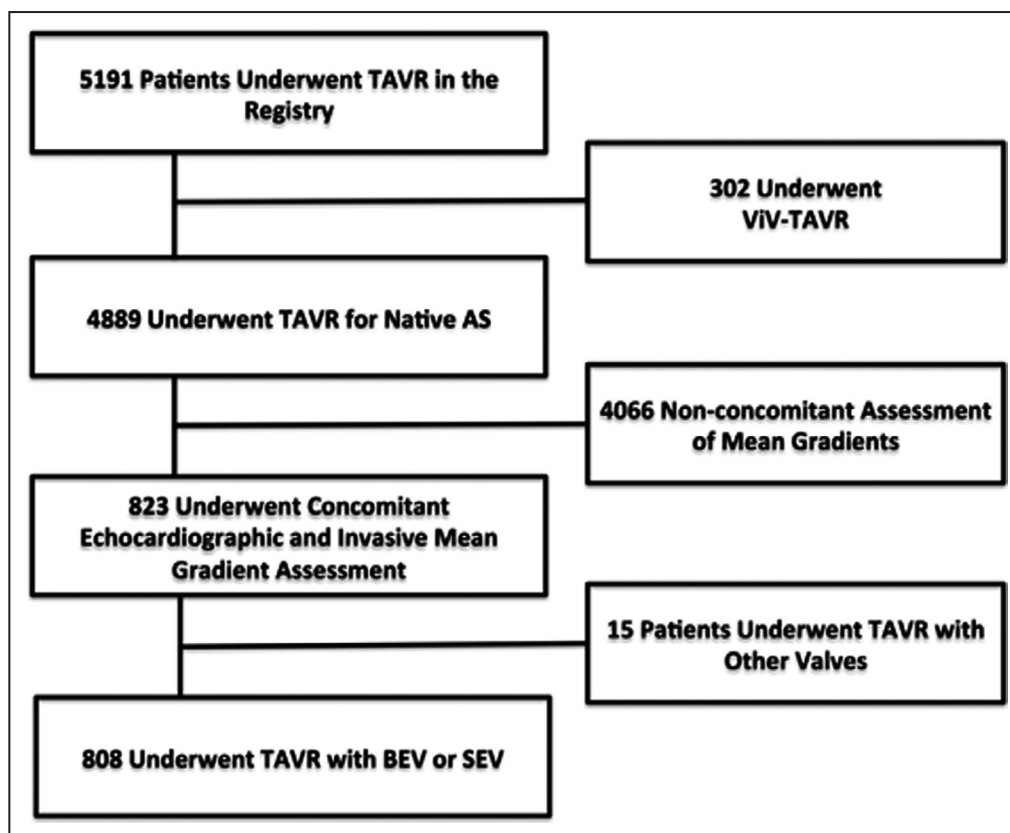 5191 Patients Underwent TAVR in the
Registry
302 Underwent
ViV-TAVR
4889 Underwent TAVR for Native AS
4066 Non-concomitant Assessment
of Mean Gradients
823 Underwent Concomitant
Echocardiographic and Invasive Mean
Gradient Assessment
15 Patients Underwent TAVR with
Other Valves
808 Underwent TAVR with BEV or SEV